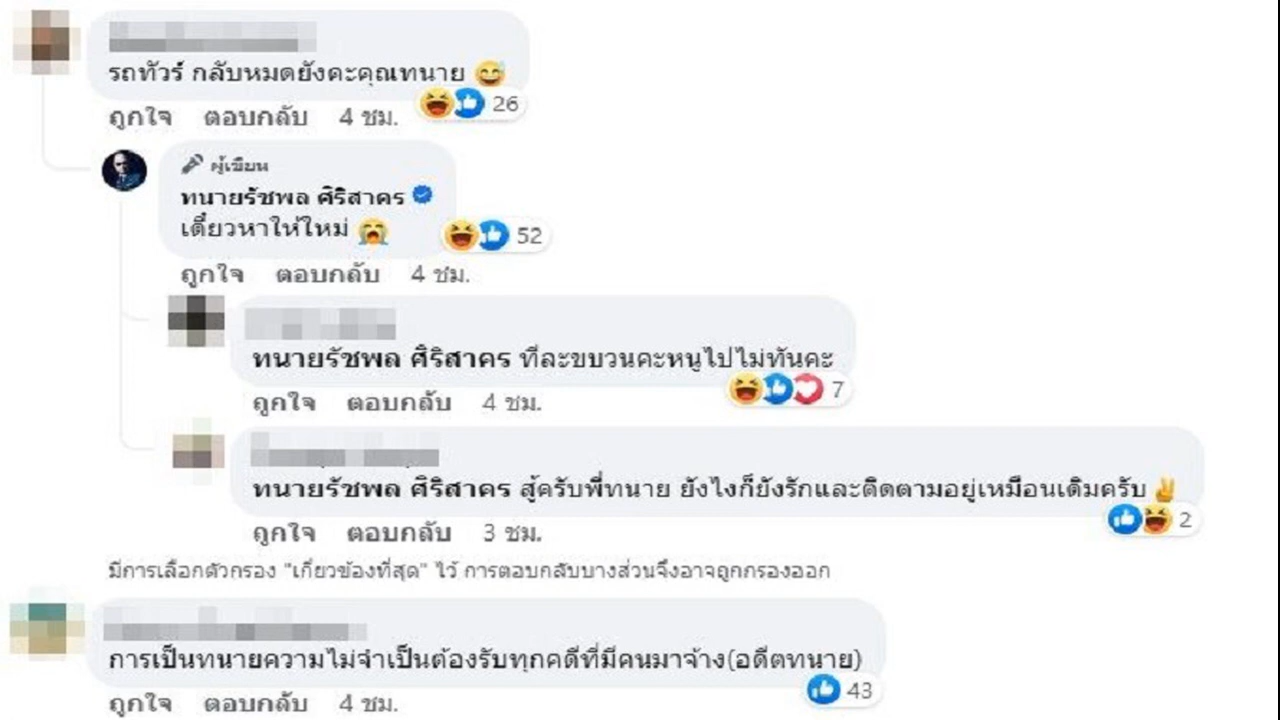 รถทัวร์ กลับหมดยังคะคุณทนาย 😅
ถูกใจ ตอบกลับ 4 ชม. 26
ผู้เขียน
ทนายรัชพล ศิริสาคร
เดี๋ยวหาให้ใหม่ 😭
52
ถูกใจ ตอบกลับ 4 ชม.
ทนายรัชพล ศิริสาคร ทีละขบวนคะหนูไปไม่ทันคะ
7
ถูกใจ ตอบกลับ 4 ชม.
ทนายรัชพล ศิริสาคร สู้ครับพี่ทนาย ยังไงก็ยังรักและติดตามอยู่เหมือนเดิมครับ ✌️
2
ถูกใจ ตอบกลับ 3 ชม.
มีการเลือกตัวกรอง "เกี่ยวข้องที่สุด" ไว้ การตอบกลับบางส่วนจึงอาจถูกกรองออก
การเป็นทนายความไม่จำเป็นต้องรับทุกคดีที่มีคนมาจ้าง(อดีตทนาย)
43
ถูกใจ ตอบกลับ 4 ชม.